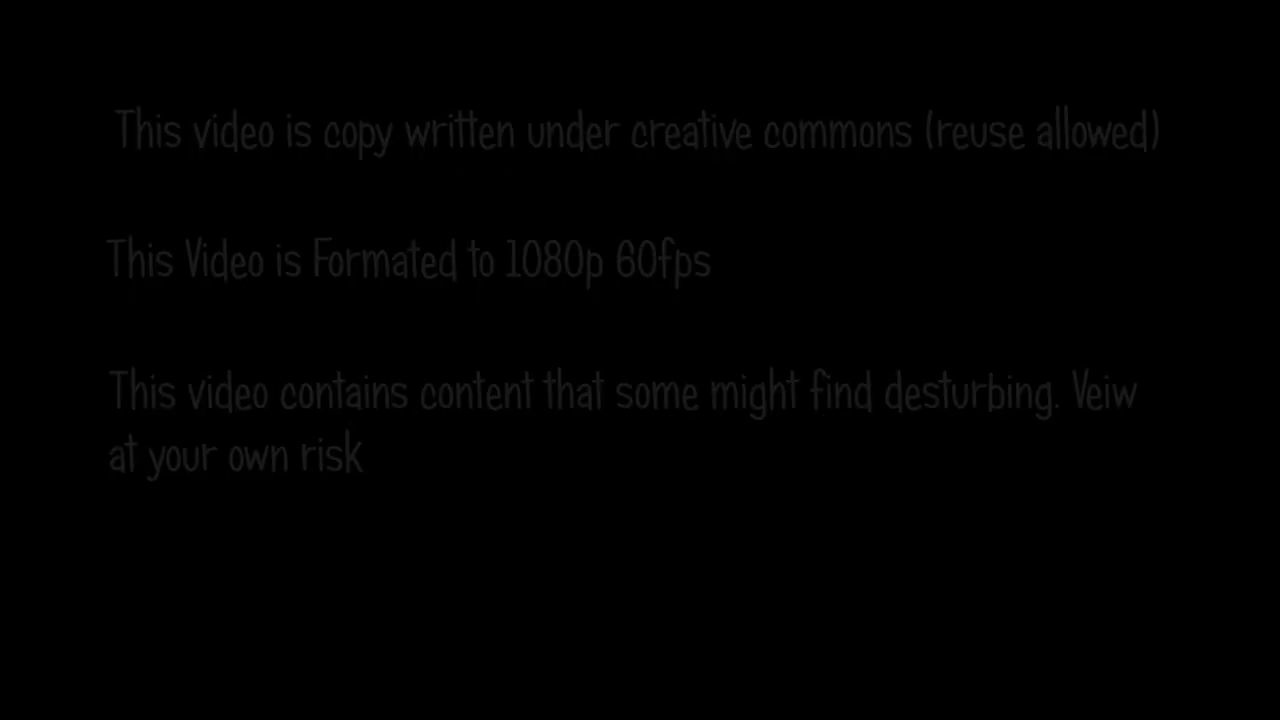 This video is copy written under creative commons (reuse allowed)
This Video is Formated to 1080p 60fps
This video contains content that some might find desturbing. Veiw
at your own risk